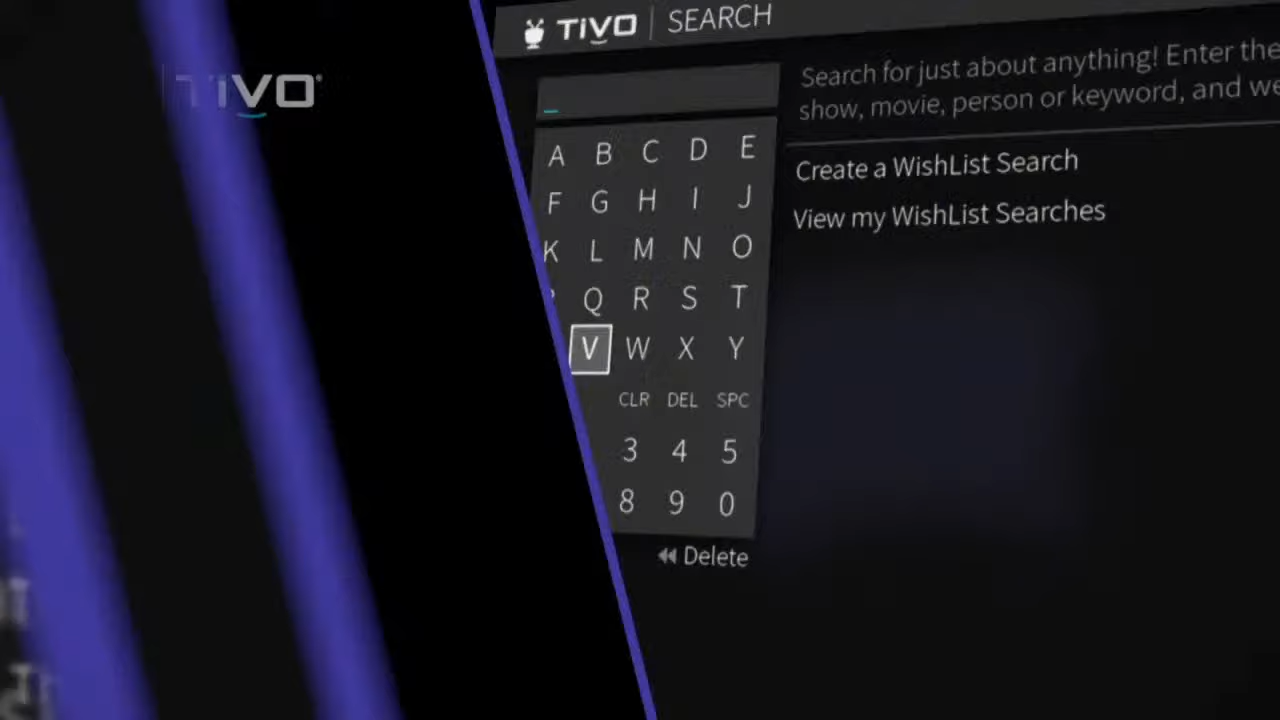 TiVo
TiVo | SEARCH
_
Search for just about anything! Enter the
show, movie, person or keyword, and we
A B C D E
F G H I J
K L M N O
Q R S T
V W X Y
CLR DEL SPC
3 4 5
8 9 0
Delete
Create a WishList Search
View my WishList Searches